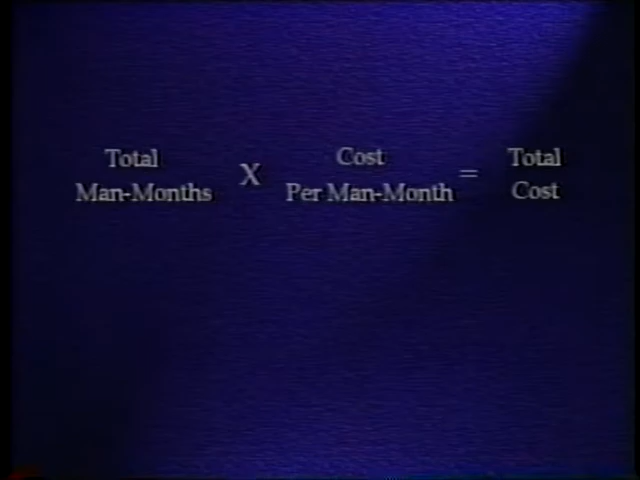 Total
Man-Months
X
Cost
Per Man-Month
=
Total
Cost